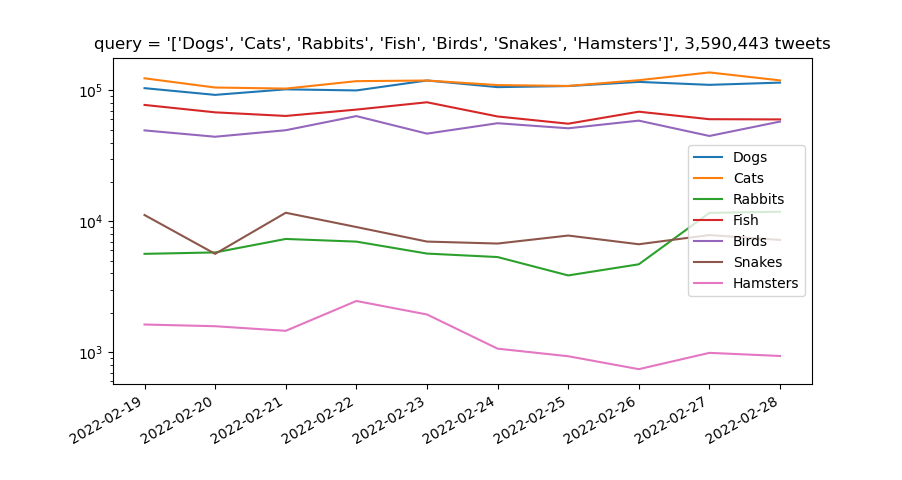 query = '['Dogs', 'Cats', 'Rabbits', 'Fish', 'Birds', 'Snakes', 'Hamsters']', 3,590,443 tweets
10^5
10^4
10^3
Dogs
Cats
Rabbits
Fish
Birds
Snakes
Hamsters
2022-02-19
2022-02-20
2022-02-21
2022-02-22
2022-02-23
2022-02-24
2022-02-25
2022-02-26
2022-02-27
2022-02-28